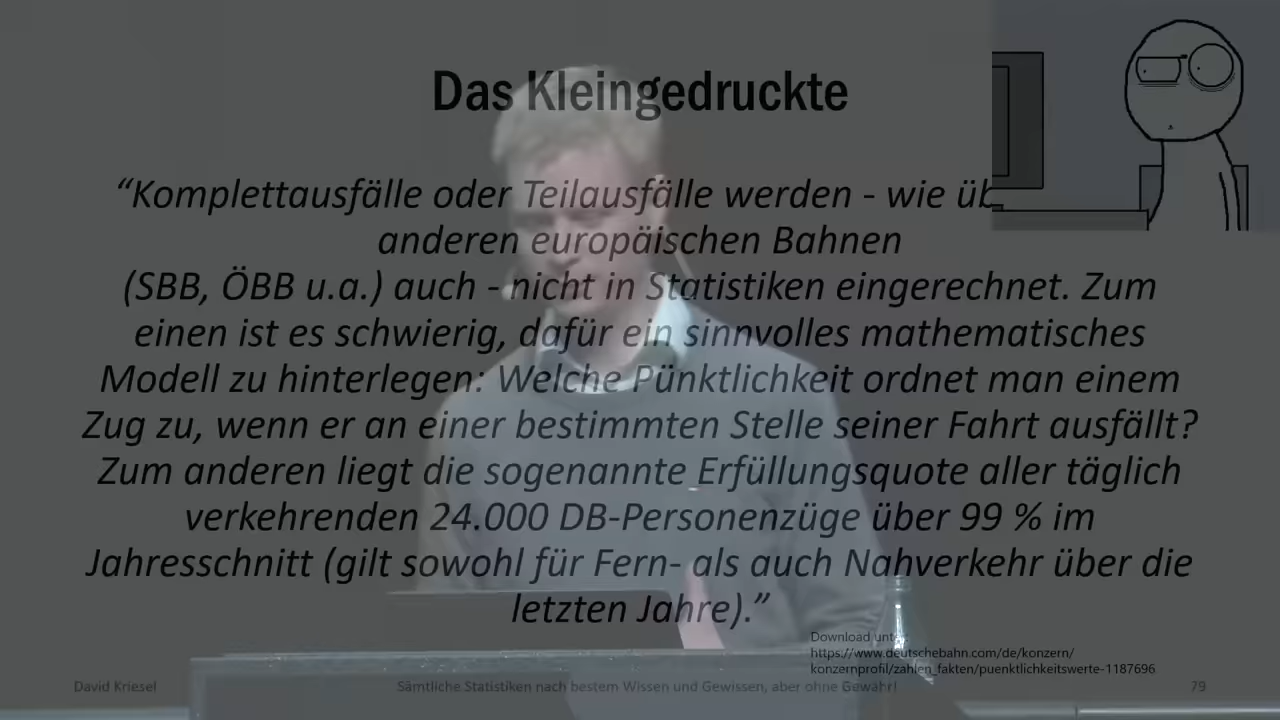 Das Kleingedruckte
“Komplettausfälle oder Teilausfälle werden - wie
anderen europäischen Bahnen
(SBB, ÖBB u.a.) auch - nicht in Statistiken eingerechnet. Zum
einen ist es schwierig, dafür ein sinnvolles mathematisches
Modell zu hinterlegen: Welche Pünktlichkeit ordnet man einem
Zug zu, wenn er an einer bestimmten Stelle seiner Fahrt ausfällt?
Zum anderen liegt die sogenannte Erfüllungsquote aller täglich
verkehrenden 24.000 DB-Personenzüge über 99 % im
Jahresschnitt (gilt sowohl für Fern- als auch Nahverkehr über die
letzten Jahre).”
Download unter:
https://www.deutschebahn.com/de/konzern/
konzernprofil/zahlen_fakten/puenktlichkeitswerte-1187696
David Kriesel
Sämtliche Statistiken nach bestem Wissen und Gewissen, aber ohne Gewähr!
79